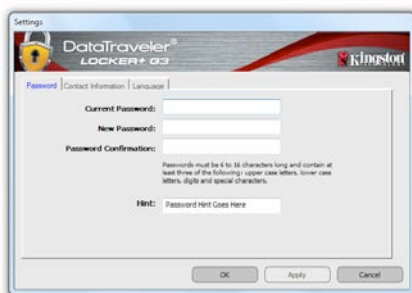 Settings
DataTraveler®
LOCKER+ G3
Kingston
Password Contact Information Language
Current Password:
New Password:
Password Confirmation:
Passwords must be 6 to 16 characters long and contain at
least three of the following: upper case letters, lower case
letters, digits and special characters.
Hint: Password Hint Goes Here
OK Apply Cancel